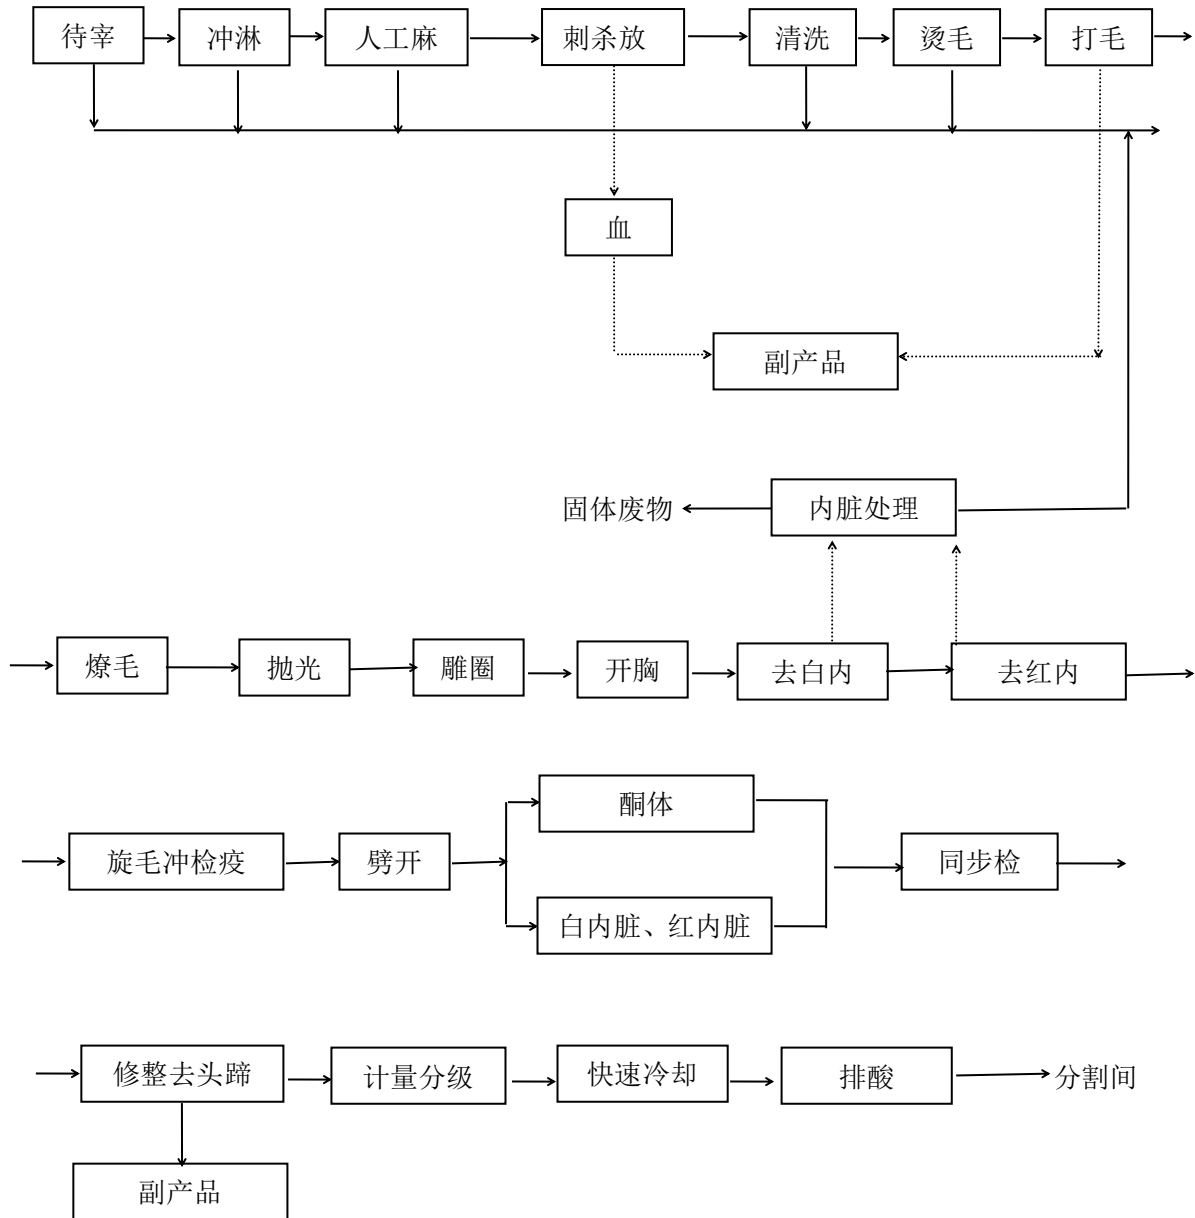 待宰 冲淋 人工麻 刺杀放 清洗 烫毛 打毛
血
副产品
固体废物 内脏处理
燎毛 抛光 雕圈 开胸 去白内 去红内
酮体
旋毛冲检疫 劈开 同步检
白内脏、红内脏
修整去头蹄 计量分级 快速冷却 排酸 分割间
副产品